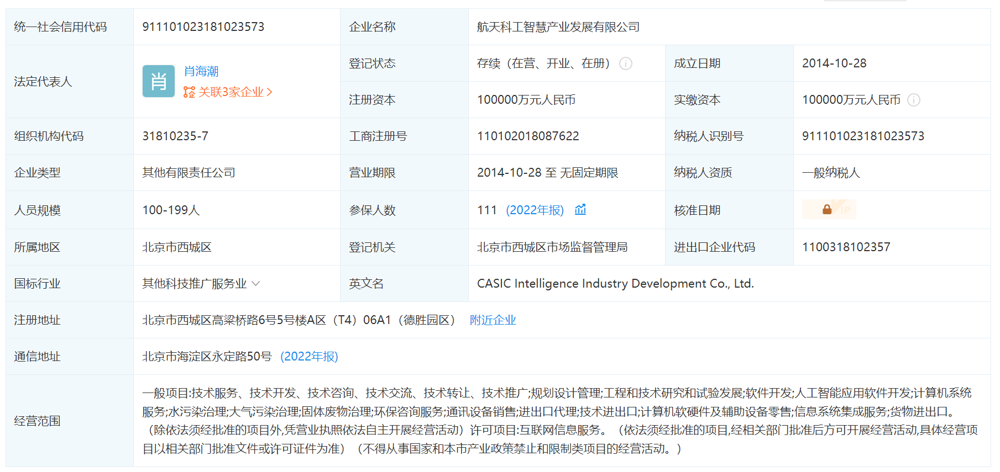 统一社会信用代码
911101023181023573
企业名称
航天科工智慧产业发展有限公司
法定代表人
肖
肖海潮
企 关联3家企业
登记状态
存续（在营、开业、在册）
成立日期
2014-10-28
注册资本
100000万元人民币
实缴资本
100000万元人民币
组织机构代码
31810235-7
工商注册号
110102018087622
纳税人识别号
911101023181023573
企业类型
其他有限责任公司
营业期限
2014-10-28 至 无固定期限
纳税人资质
一般纳税人
人员规模
100-199人
参保人数
111 (2022年报)
核准日期
VIP
所属地区
北京市西城区
登记机关
北京市西城区市场监督管理局
进出口企业代码
1100318102357
国标行业
其他科技推广服务业
英文名
CASIC Intelligence Industry Development Co., Ltd.
注册地址
北京市西城区高梁桥路6号5号楼A区（T4）06A1（德胜园区） 附近企业
通信地址
北京市海淀区永定路50号 (2022年报)
经营范围
一般项目:技术服务、技术开发、技术咨询、技术交流、技术转让、技术推广;规划设计管理;工程和技术研究和试验发展;软件开发;人工智能应用软件开发;计算机系统
服务;水污染治理;大气污染治理;固体废物治理;环保咨询服务;通讯设备销售;进出口代理;技术进出口;计算机软硬件及辅助设备零售;信息系统集成服务;货物进出口。
（除依法须经批准的项目外,凭营业执照依法自主开展经营活动）许可项目:互联网信息服务。（依法须经批准的项目,经相关部门批准后方可开展经营活动,具体经营项
目以相关部门批准文件或许可证件为准）（不得从事国家和本市产业政策禁止和限制类项目的经营活动。）